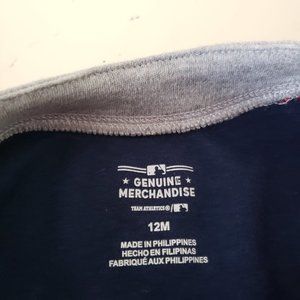 GENUINE
MERCHANDISE
TEAM ATHLETICS®
12M
MADE IN PHILIPPINES
HECHO EN FILIPINAS
FABRIQUÉ AUX PHILIPPINES